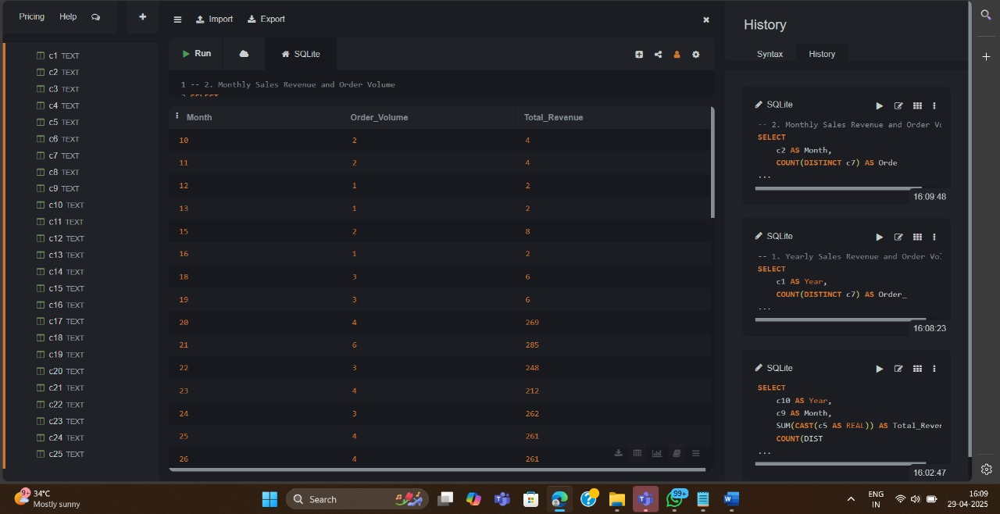 Pricing Help
Import Export
c1 TEXT
c2 TEXT
c3 TEXT
c4 TEXT
c5 TEXT
c6 TEXT
c7 TEXT
c8 TEXT
c9 TEXT
c10 TEXT
c11 TEXT
c12 TEXT
c13 TEXT
c14 TEXT
c15 TEXT
c16 TEXT
c17 TEXT
c18 TEXT
c19 TEXT
c20 TEXT
c21 TEXT
c22 TEXT
c23 TEXT
c24 TEXT
c25 TEXT
Run SQLite
1 -- 2. Monthly Sales Revenue and Order Volume
2 SELECT
Month Order_Volume Total_Revenue
10 2 4
11 2 4
12 1 2
13 1 2
15 2 8
16 1 2
18 3 6
19 3 6
20 4 269
21 6 285
22 3 248
23 4 212
24 3 262
25 4 261
26 4 261
History
Syntax History
SQLite
-- 2. Monthly Sales Revenue and Order Vo
SELECT
c2 AS Month,
COUNT(DISTINCT c7) AS Orde
...
16:09:48
SQLite
-- 1. Yearly Sales Revenue and Order Vol
SELECT
c1 AS Year,
COUNT(DISTINCT c7) AS Order_
...
16:08:23
SQLite
SELECT
c10 AS Year,
c9 AS Month,
SUM(CAST(c5 AS REAL)) AS Total_Rever
COUNT(DIST
...
16:02:47
9+ 34°C
Mostly sunny
Search
99+
ENG
IN
16:09
29-04-2025